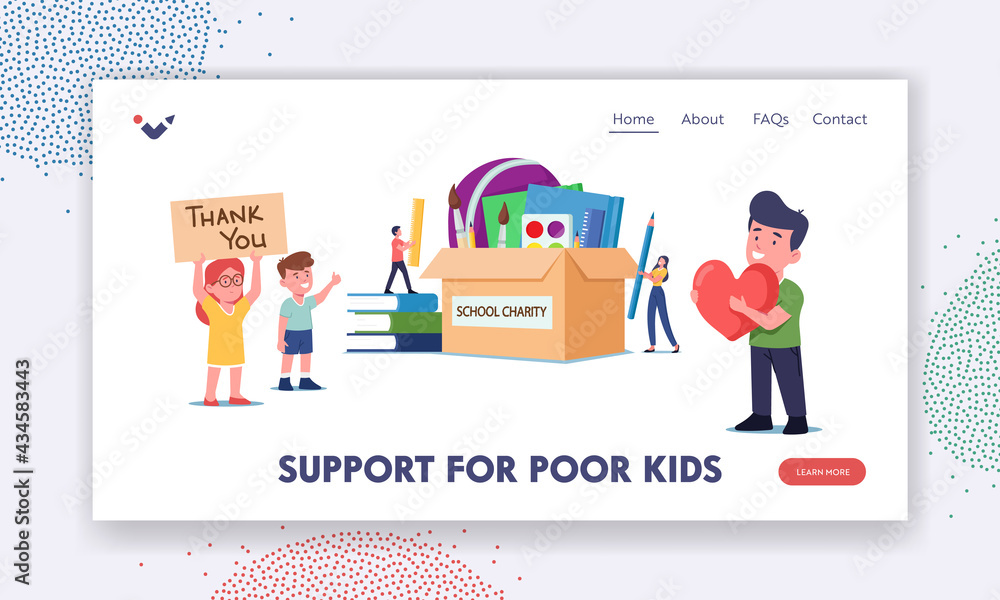 Home About FAQs Contact
THANK
YOU
SCHOOL CHARITY
SUPPORT FOR POOR KIDS
LEARN MORE
Adobe Stock | #434583443